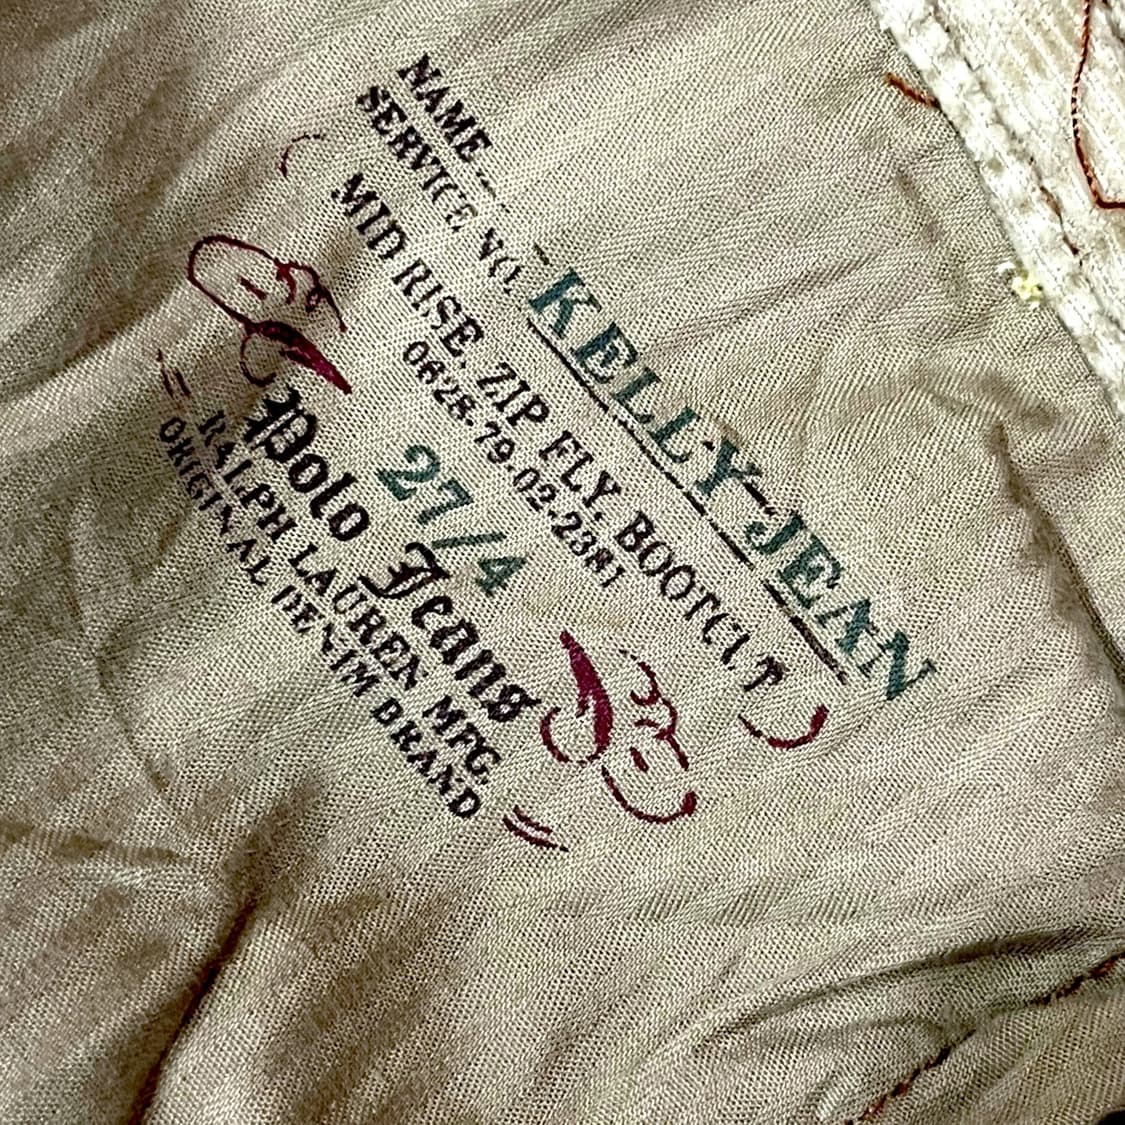 NAME
SERVICE NO.
KELLY JEAN
MID RISE, ZIP FLY, BOOTCUT
0628-79-02-2381
27/4
Polo Jeans
RALPH LAUREN MFG.
ORIGINAL DENIM BRAND